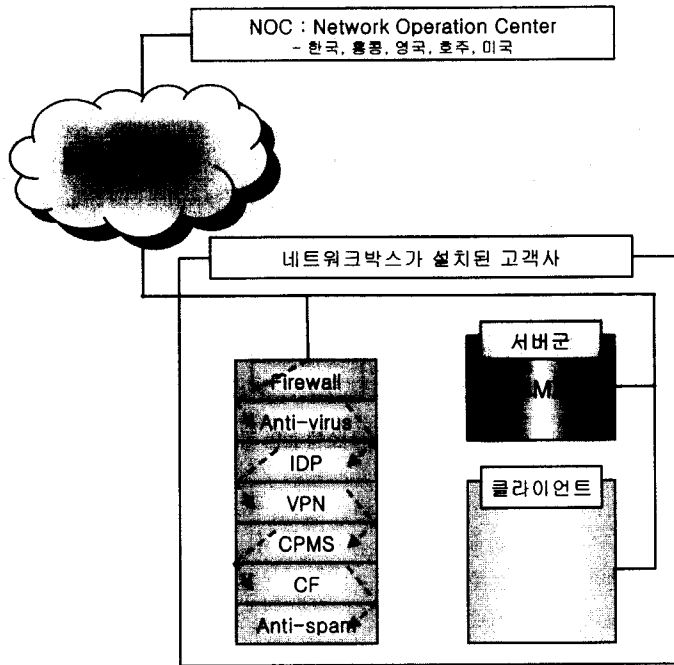 NOC : Network Operation Center
- 한국, 홍콩, 영국, 호주, 미국
네트워크박스가 설치된 고객사
Firewall
Anti-virus
IDP
VPN
CPMS
CF
Anti-spam
서버군
M
클라이언트